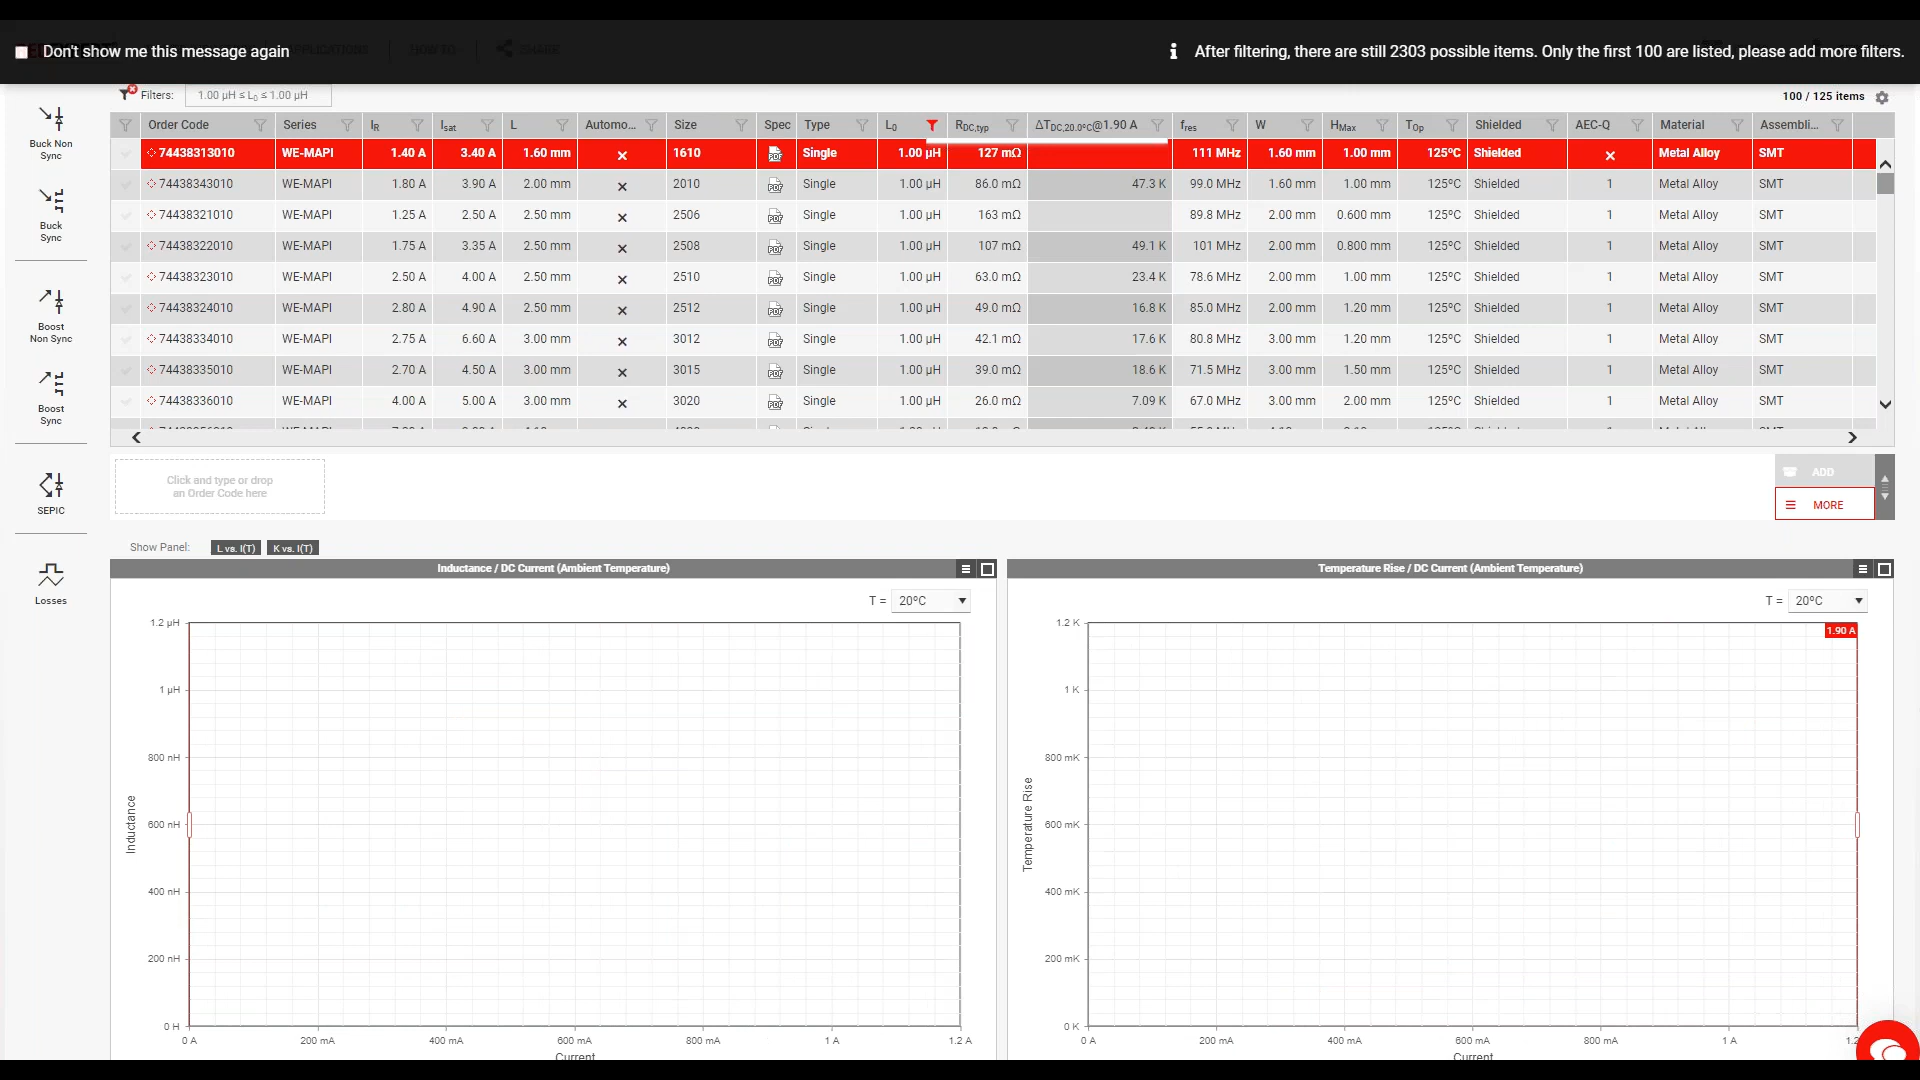 Don't show me this message again
After filtering, there are still 2303 possible items. Only the first 100 are listed, please add more filters.
Filters: 1.00 µH ≤ L0 ≤ 1.00 µH
100 / 125 items
Order Code Series IR Isat L Automo... Size Spec Type L0 RDC,typ ΔTDC,20.0ºC@1.90 A fres W HMax TOp Shielded AEC-Q Material Assembli...
74438313010 WE-MAPI 1.40 A 3.40 A 1.60 mm 1610 Single 1.00 µH 127 mΩ 111 MHz 1.60 mm 1.00 mm 125ºC Shielded Metal Alloy SMT
74438343010 WE-MAPI 1.80 A 3.90 A 2.00 mm 2010 Single 1.00 µH 86.0 mΩ 47.3 K 99.0 MHz 1.60 mm 1.00 mm 125ºC Shielded 1 Metal Alloy SMT
74438321010 WE-MAPI 1.25 A 2.50 A 2.50 mm 2506 Single 1.00 µH 163 mΩ 89.8 MHz 2.00 mm 0.600 mm 125ºC Shielded 1 Metal Alloy SMT
74438322010 WE-MAPI 1.75 A 3.35 A 2.50 mm 2508 Single 1.00 µH 107 mΩ 49.1 K 101 MHz 2.00 mm 0.800 mm 125ºC Shielded 1 Metal Alloy SMT
74438323010 WE-MAPI 2.50 A 4.00 A 2.50 mm 2510 Single 1.00 µH 63.0 mΩ 23.4 K 78.6 MHz 2.00 mm 1.00 mm 125ºC Shielded 1 Metal Alloy SMT
74438324010 WE-MAPI 2.80 A 4.90 A 2.50 mm 2512 Single 1.00 µH 49.0 mΩ 16.8 K 85.0 MHz 2.00 mm 1.20 mm 125ºC Shielded 1 Metal Alloy SMT
74438334010 WE-MAPI 2.75 A 6.60 A 3.00 mm 3012 Single 1.00 µH 42.1 mΩ 17.6 K 80.8 MHz 3.00 mm 1.20 mm 125ºC Shielded 1 Metal Alloy SMT
74438335010 WE-MAPI 2.70 A 4.50 A 3.00 mm 3015 Single 1.00 µH 39.0 mΩ 18.6 K 71.5 MHz 3.00 mm 1.50 mm 125ºC Shielded 1 Metal Alloy SMT
74438336010 WE-MAPI 4.00 A 5.00 A 3.00 mm 3020 Single 1.00 µH 26.0 mΩ 7.09 K 67.0 MHz 3.00 mm 2.00 mm 125ºC Shielded 1 Metal Alloy SMT
Buck Non
Sync
Buck
Sync
Boost
Non Sync
Boost
Sync
SEPIC
Losses
Click and type or drop
an Order Code here
ADD
MORE
Show Panel: L vs. I(T) K vs. I(T)
Inductance / DC Current (Ambient Temperature)
T = 20ºC
1.2 µH
1 µH
800 nH
600 nH
400 nH
200 nH
0 H
Inductance
0 A 200 mA 400 mA 600 mA 800 mA 1 A 1.2 A
Current
Temperature Rise / DC Current (Ambient Temperature)
T = 20ºC
1.90 A
1.2 K
1 K
800 mK
600 mK
400 mK
200 mK
0 K
Temperature Rise
0 A 200 mA 400 mA 600 mA 800 mA 1 A 1.2
Current